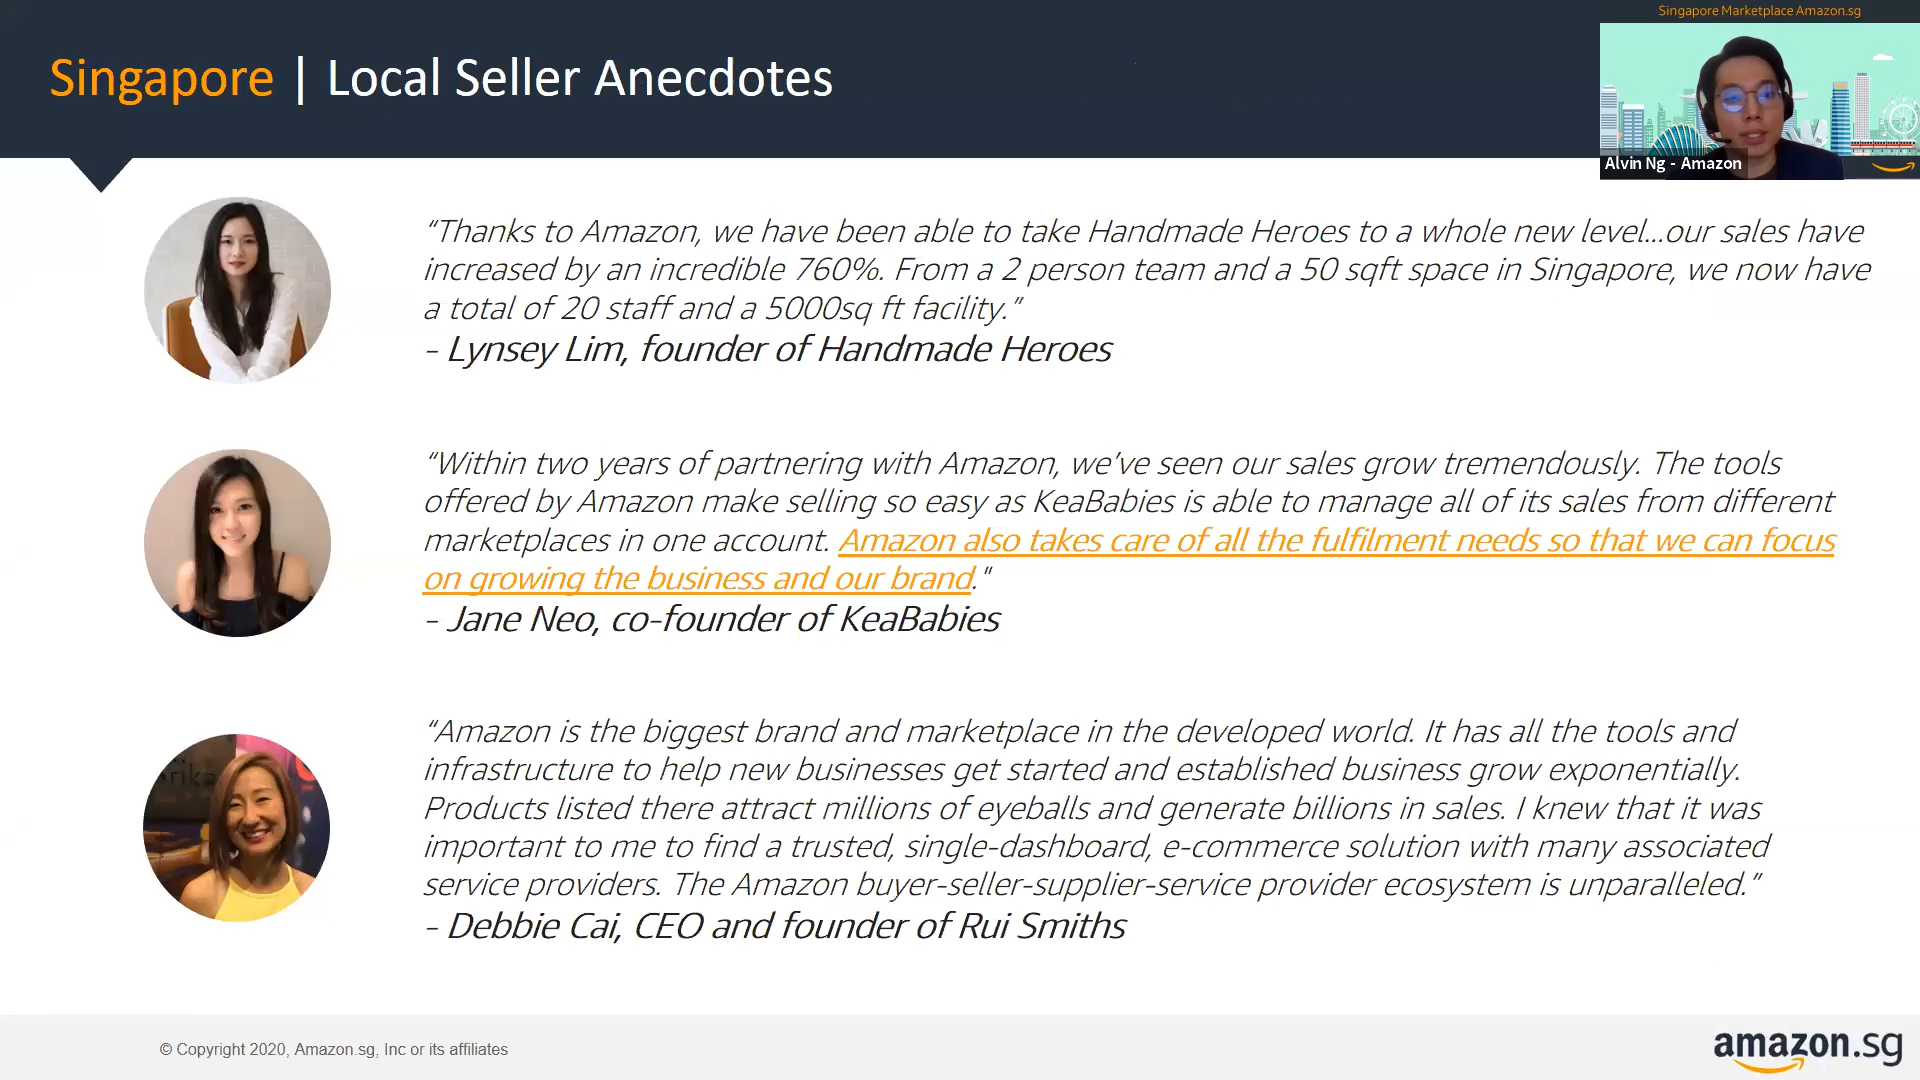 Singapore Marketplace Amazon.sg
Singapore | Local Seller Anecdotes
Alvin Ng - Amazon
“Thanks to Amazon, we have been able to take Handmade Heroes to a whole new level...our sales have
increased by an incredible 760%. From a 2 person team and a 50 sqft space in Singapore, we now have
a total of 20 staff and a 5000sq ft facility.”
- Lynsey Lim, founder of Handmade Heroes
“Within two years of partnering with Amazon, we’ve seen our sales grow tremendously. The tools
offered by Amazon make selling so easy as KeaBabies is able to manage all of its sales from different
marketplaces in one account. Amazon also takes care of all the fulfilment needs so that we can focus
on growing the business and our brand."
- Jane Neo, co-founder of KeaBabies
“Amazon is the biggest brand and marketplace in the developed world. It has all the tools and
infrastructure to help new businesses get started and established business grow exponentially.
Products listed there attract millions of eyeballs and generate billions in sales. I knew that it was
important to me to find a trusted, single-dashboard, e-commerce solution with many associated
service providers. The Amazon buyer-seller-supplier-service provider ecosystem is unparalleled.”
- Debbie Cai, CEO and founder of Rui Smiths
© Copyright 2020, Amazon.sg, Inc or its affiliates
amazon.sg